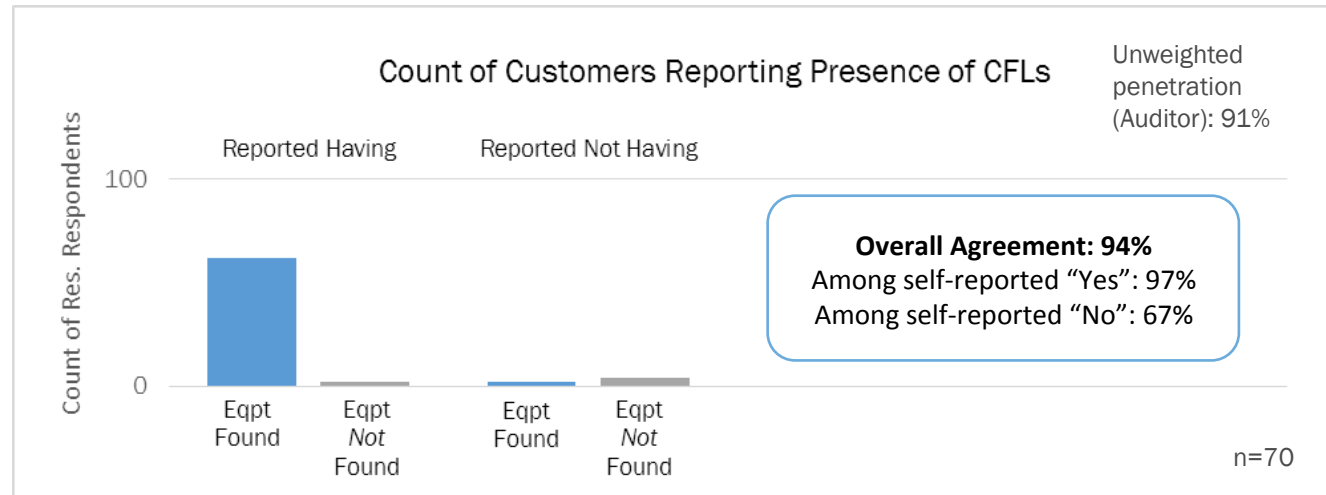 Count of Customers Reporting Presence of CFLs
Unweighted
penetration
(Auditor): 91%
Count of Res. Respondents
Reported Having
Reported Not Having
100
0
Overall Agreement: 94%
Among self-reported “Yes”: 97%
Among self-reported “No”: 67%
Eqpt
Found
Eqpt
Not
Found
Eqpt
Found
Eqpt
Not
Found
n=70